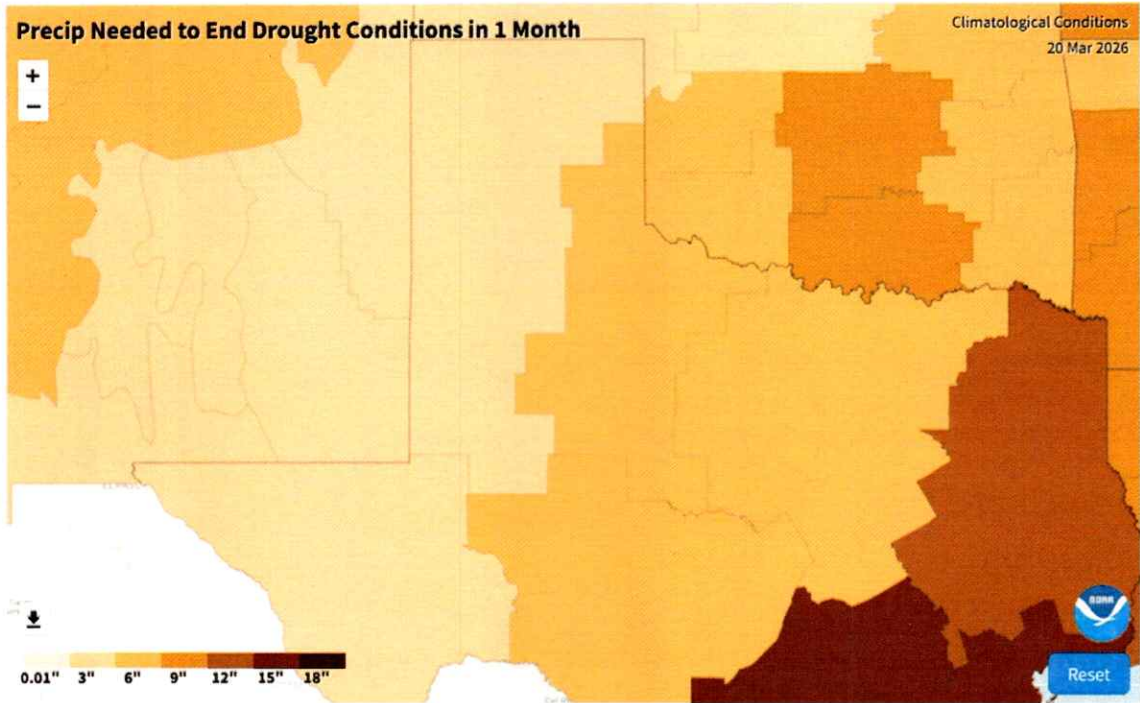 Precip Needed to End Drought Conditions in 1 Month
Climatological Conditions
20 Mar 2026
+
−
NOAA
0.01" 3" 6" 9" 12" 15" 18"
Reset